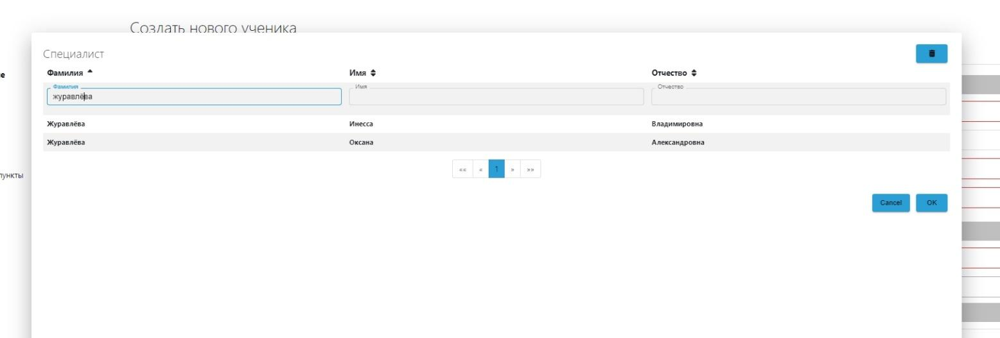 Создать нового ученика
Специалист
Фамилия Имя Отчество
Фамилия Имя Отчество
журавлёва
Журавлёва Инесса Владимировна
Журавлёва Оксана Александровна
«« « 1 » »»
пункты
Cancel OK